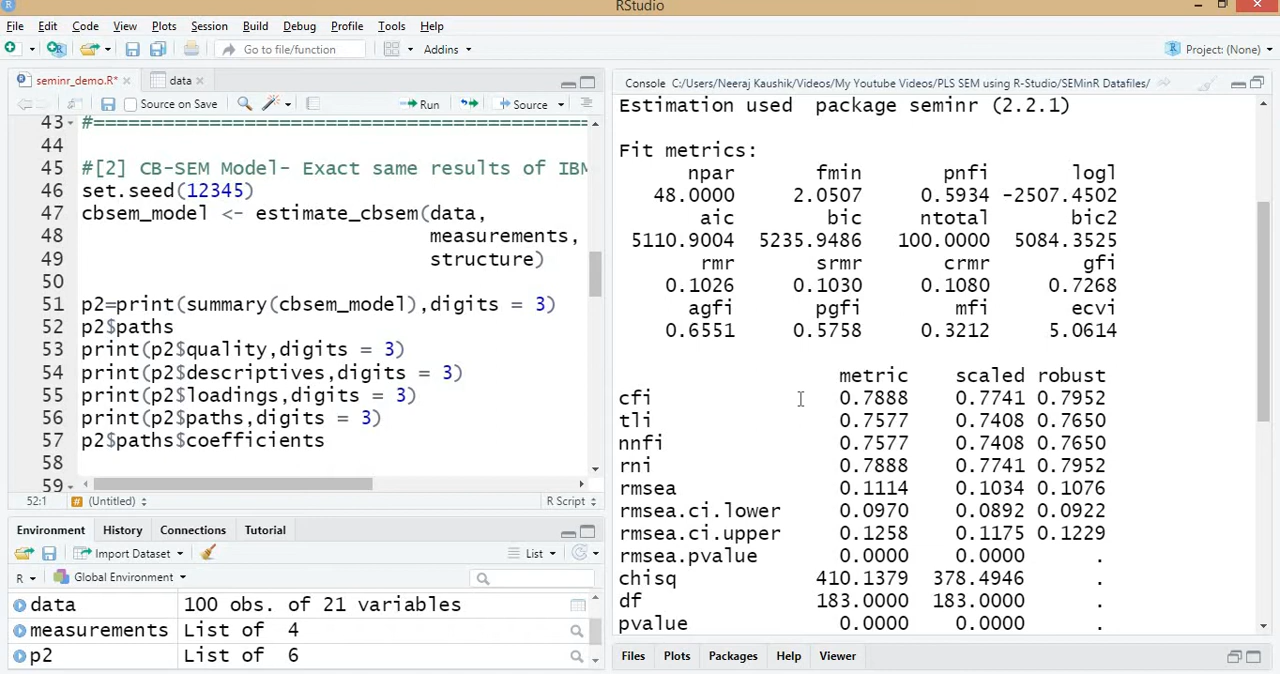 RStudio
File Edit Code View Plots Session Build Debug Profile Tools Help
Go to file/function Addins Project: (None)
seminr_demo.R* data
Source on Save Run Source
43 #===========================================
44
45 #[2] CB-SEM Model- Exact same results of IBM
46 set.seed(12345)
47 cbsem_model <- estimate_cbsem(data,
48 measurements,
49 structure)
50
51 p2=print(summary(cbsem_model),digits = 3)
52 p2$paths
53 print(p2$quality,digits = 3)
54 print(p2$descriptives,digits = 3)
55 print(p2$loadings,digits = 3)
56 print(p2$paths,digits = 3)
57 p2$paths$coefficients
58
59
52:1 # (Untitled) R Script
Environment History Connections Tutorial
Import Dataset List
R Global Environment
data 100 obs. of 21 variables
measurements List of 4
p2 List of 6
Console C:/Users/Neeraj Kaushik/Videos/My Youtube Videos/PLS SEM using R-Studio/SEMinR Datafiles/
Estimation used package seminr (2.2.1)
Fit metrics:
npar fmin pnfi logl
48.0000 2.0507 0.5934 -2507.4502
aic bic ntotal bic2
5110.9004 5235.9486 100.0000 5084.3525
rmr srmr crmr gfi
0.1026 0.1030 0.1080 0.7268
agfi pgfi mfi ecvi
0.6551 0.5758 0.3212 5.0614
metric scaled robust
cfi 0.7888 0.7741 0.7952
tli 0.7577 0.7408 0.7650
nnfi 0.7577 0.7408 0.7650
rni 0.7888 0.7741 0.7952
rmsea 0.1114 0.1034 0.1076
rmsea.ci.lower 0.0970 0.0892 0.0922
rmsea.ci.upper 0.1258 0.1175 0.1229
rmsea.pvalue 0.0000 0.0000 .
chisq 410.1379 378.4946 .
df 183.0000 183.0000 .
pvalue 0.0000 0.0000 .
Files Plots Packages Help Viewer